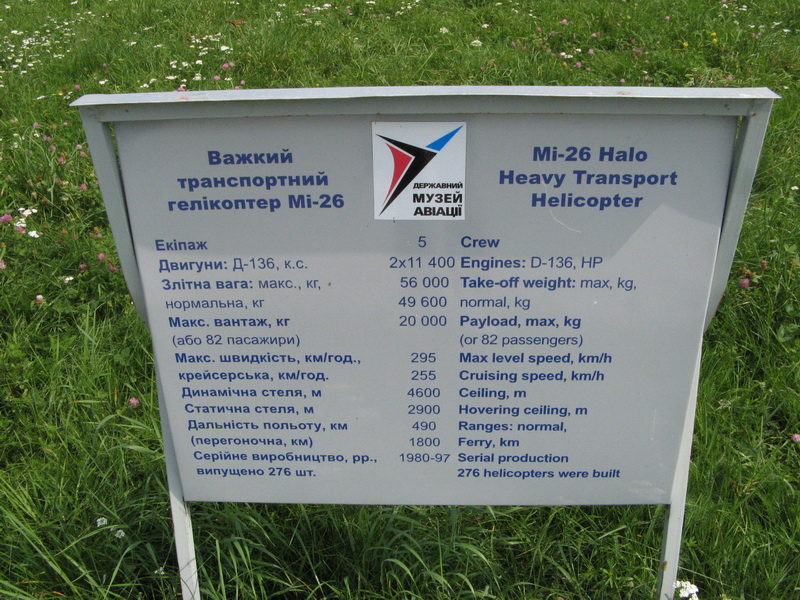 Важкий
транспортний
гелікоптер Мі-26
ДЕРЖАВНИЙ
МУЗЕЙ
АВІАЦІЇ
Mi-26 Halo
Heavy Transport
Helicopter
Екіпаж 5 Crew
Двигуни: Д-136, к.с. 2x11 400 Engines: D-136, HP
Злітна вага: макс., кг, 56 000 Take-off weight: max, kg,
нормальна, кг 49 600 normal, kg
Макс. вантаж, кг 20 000 Payload, max, kg
(або 82 пасажири) (or 82 passengers)
Макс. швидкість, км/год., 295 Max level speed, km/h
крейсерська, км/год. 255 Cruising speed, km/h
Динамічна стеля, м 4600 Ceiling, m
Статична стеля, м 2900 Hovering ceiling, m
Дальність польоту, км 490 Ranges: normal,
(перегоночна, км) 1800 Ferry, km
Серійне виробництво, рр., 1980-97 Serial production
випущено 276 шт. 276 helicopters were built